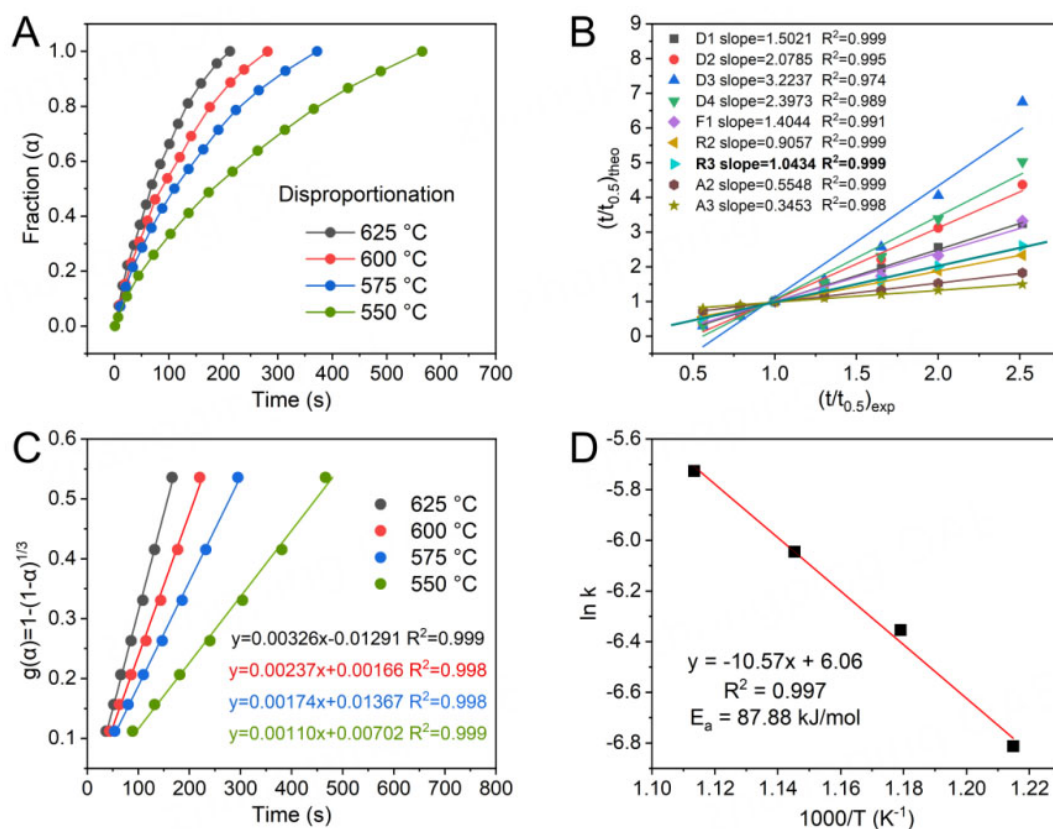 A
Fraction (α)
1.0
0.8
0.6
0.4
0.2
0.0
Disproportionation
625 °C
600 °C
575 °C
550 °C
0 100 200 300 400 500 600 700
Time (s)
B
(t/t0.5)theo
9
8
7
6
5
4
3
2
1
0
-1
D1 slope=1.5021 R²=0.999
D2 slope=2.0785 R²=0.995
D3 slope=3.2237 R²=0.974
D4 slope=2.3973 R²=0.989
F1 slope=1.4044 R²=0.991
R2 slope=0.9057 R²=0.999
R3 slope=1.0434 R²=0.999
A2 slope=0.5548 R²=0.999
A3 slope=0.3453 R²=0.998
0.5 1.0 1.5 2.0 2.5
(t/t0.5)exp
C
g(α)=1-(1-α)^1/3
0.6
0.5
0.4
0.3
0.2
0.1
625 °C
600 °C
575 °C
550 °C
y=0.00326x-0.01291 R²=0.999
y=0.00237x+0.00166 R²=0.998
y=0.00174x+0.01367 R²=0.998
y=0.00110x+0.00702 R²=0.999
0 100 200 300 400 500 600 700 800
Time (s)
D
ln k
-5.6
-5.8
-6.0
-6.2
-6.4
-6.6
-6.8
y = -10.57x + 6.06
R² = 0.997
Ea = 87.88 kJ/mol
1.10 1.12 1.14 1.16 1.18 1.20 1.22
1000/T (K⁻¹)